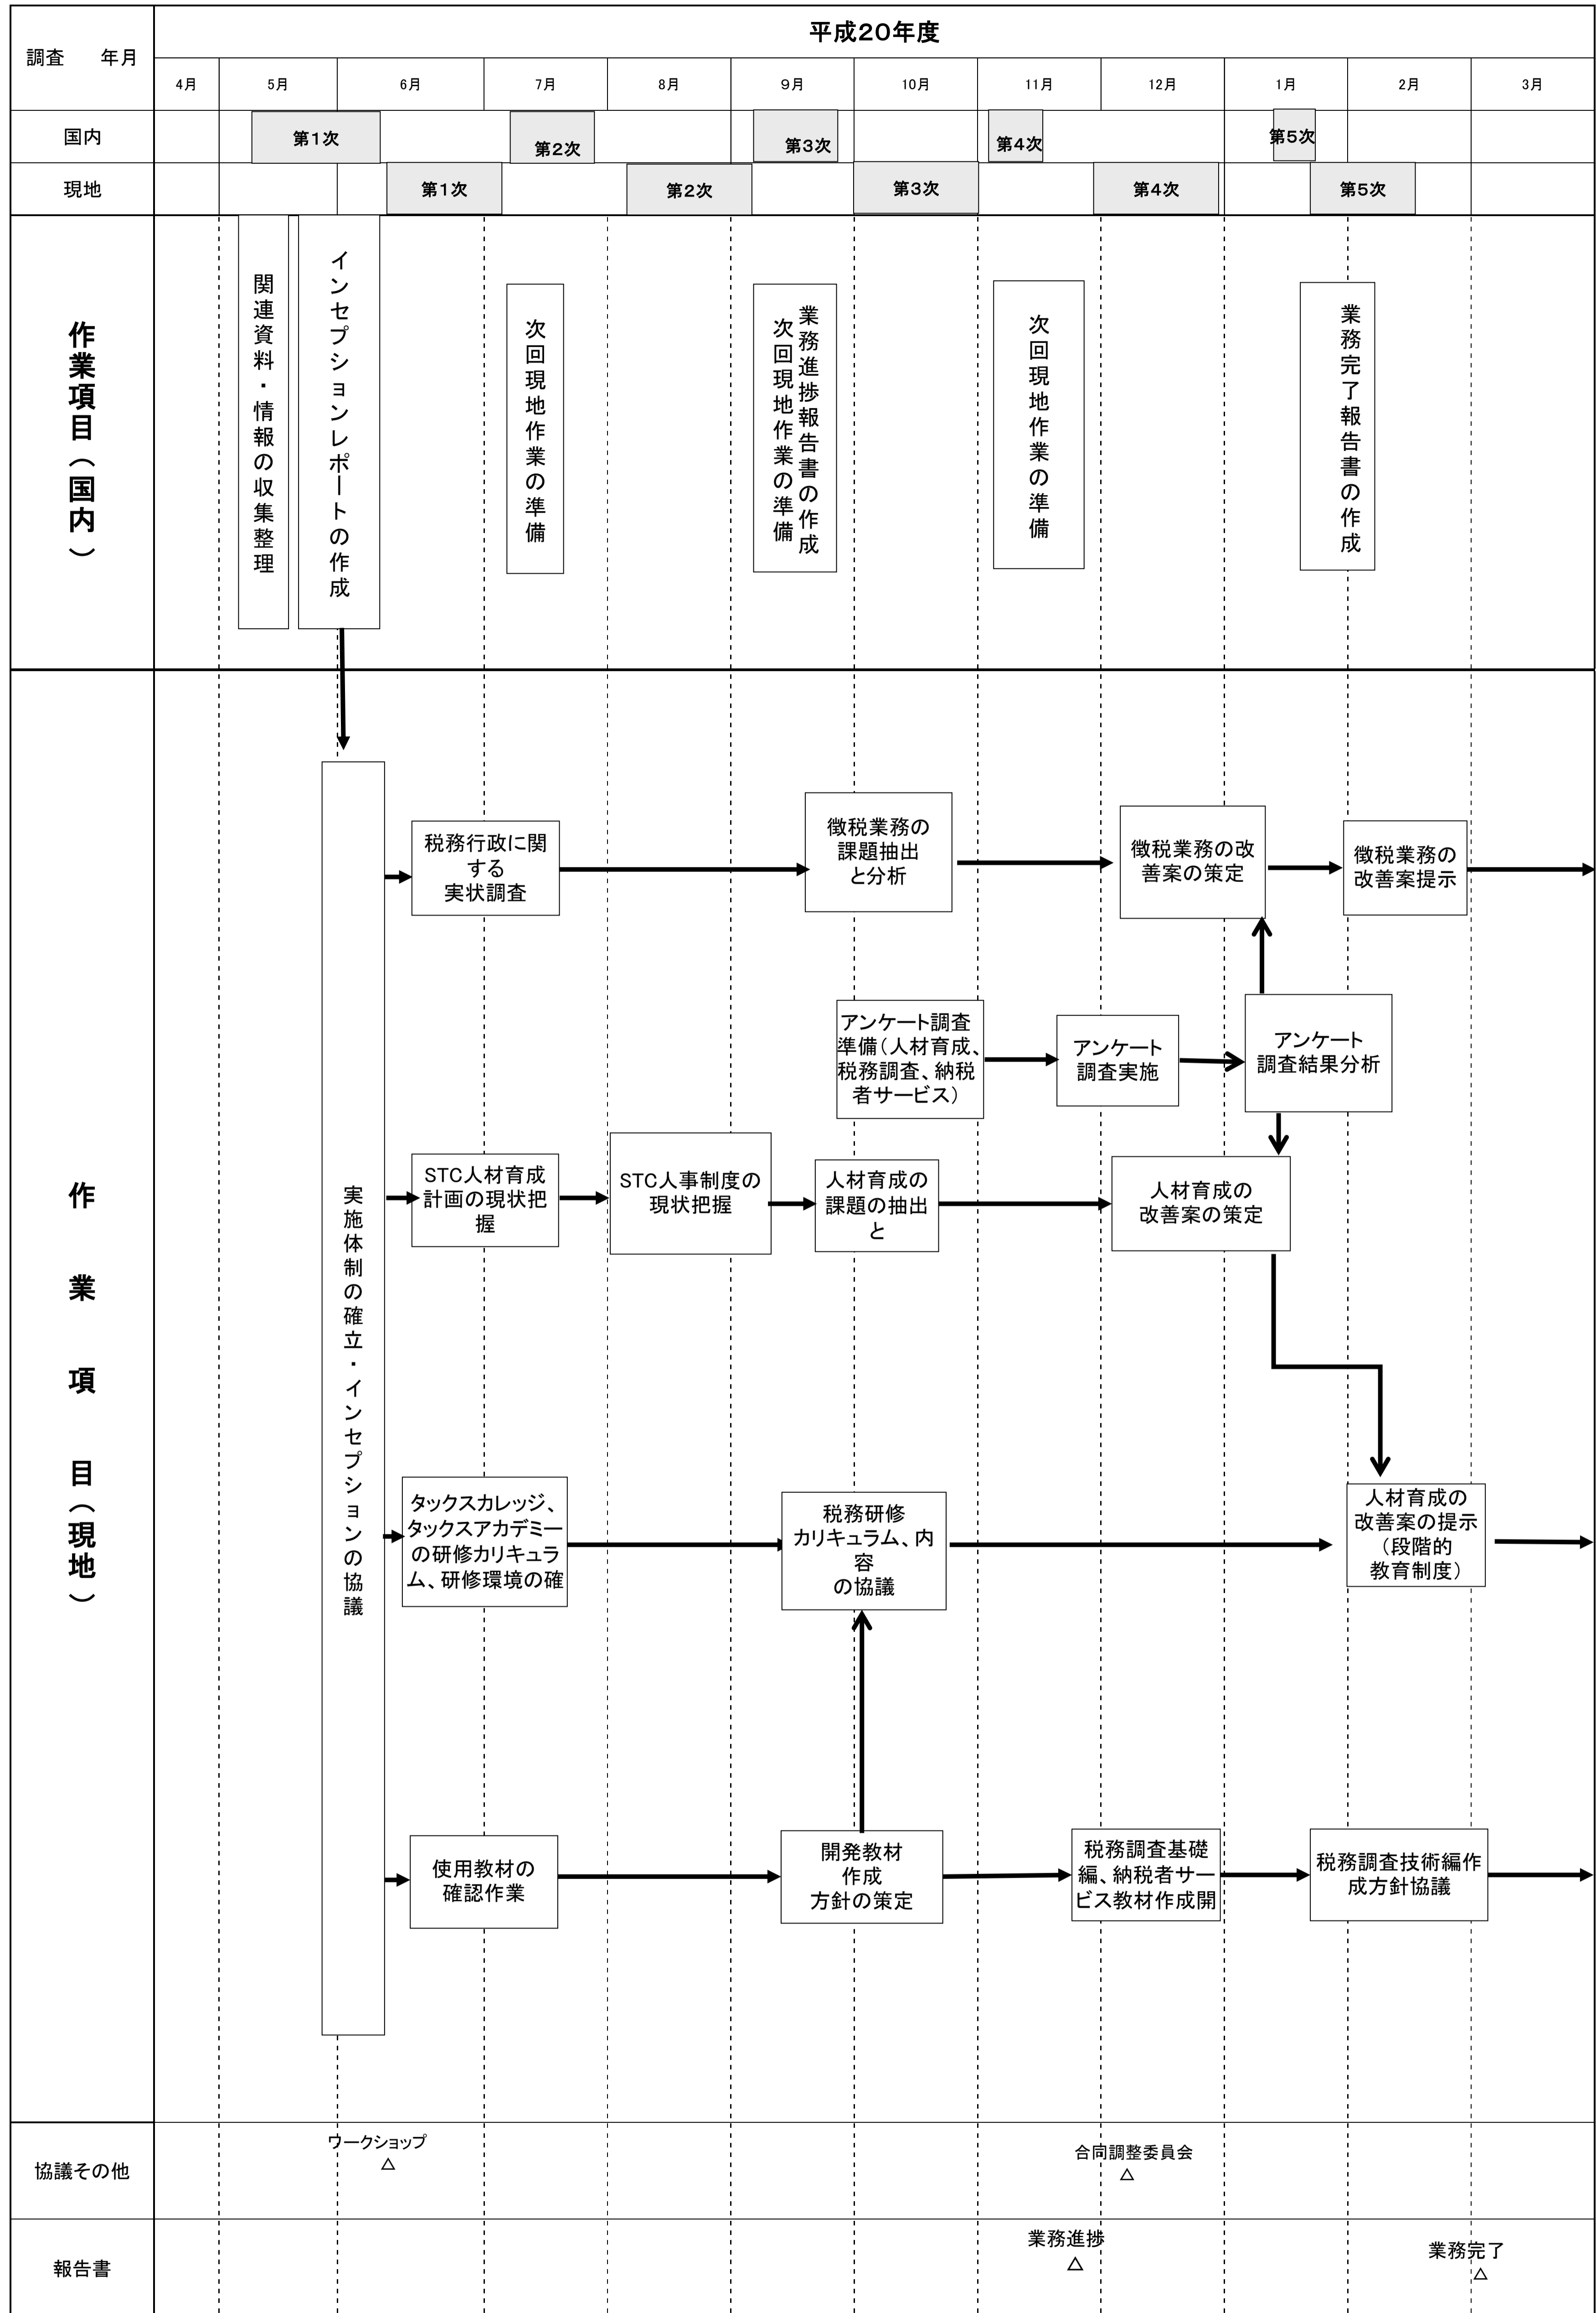 調査　　年月
平成20年度
4月
5月
6月
7月
8月
9月
10月
11月
12月
1月
2月
3月
国内
第1次
第2次
第3次
第4次
第5次
現地
第1次
第2次
第3次
第4次
第5次
作業項目（国内）
関連資料・情報の収集整理
インセプションレポートの作成
次回現地作業の準備
業務進捗報告書の作成
次回現地作業の準備
次回現地作業の準備
業務完了報告書の作成
作業項目（現地）
実施体制の確立・インセプションの協議
税務行政に関
する
実状調査
徴税業務の
課題抽出
と分析
徴税業務の改
善案の策定
徴税業務の
改善案提示
アンケート調査
準備（人材育成、
税務調査、納税
者サービス）
アンケート
調査実施
アンケート
調査結果分析
STC人材育成
計画の現状把
握
STC人事制度の
現状把握
人材育成の
課題の抽出
と
人材育成の
改善案の策定
タックスカレッジ、
タックスアカデミー
の研修カリキュラ
ム、研修環境の確
税務研修
カリキュラム、内
容
の協議
人材育成の
改善案の提示
（段階的
教育制度）
使用教材の
確認作業
開発教材
作成
方針の策定
税務調査基礎
編、納税者サー
ビス教材作成開
税務調査技術編作
成方針協議
協議その他
ワークショップ
△
合同調整委員会
△
報告書
業務進捗
△
業務完了
△